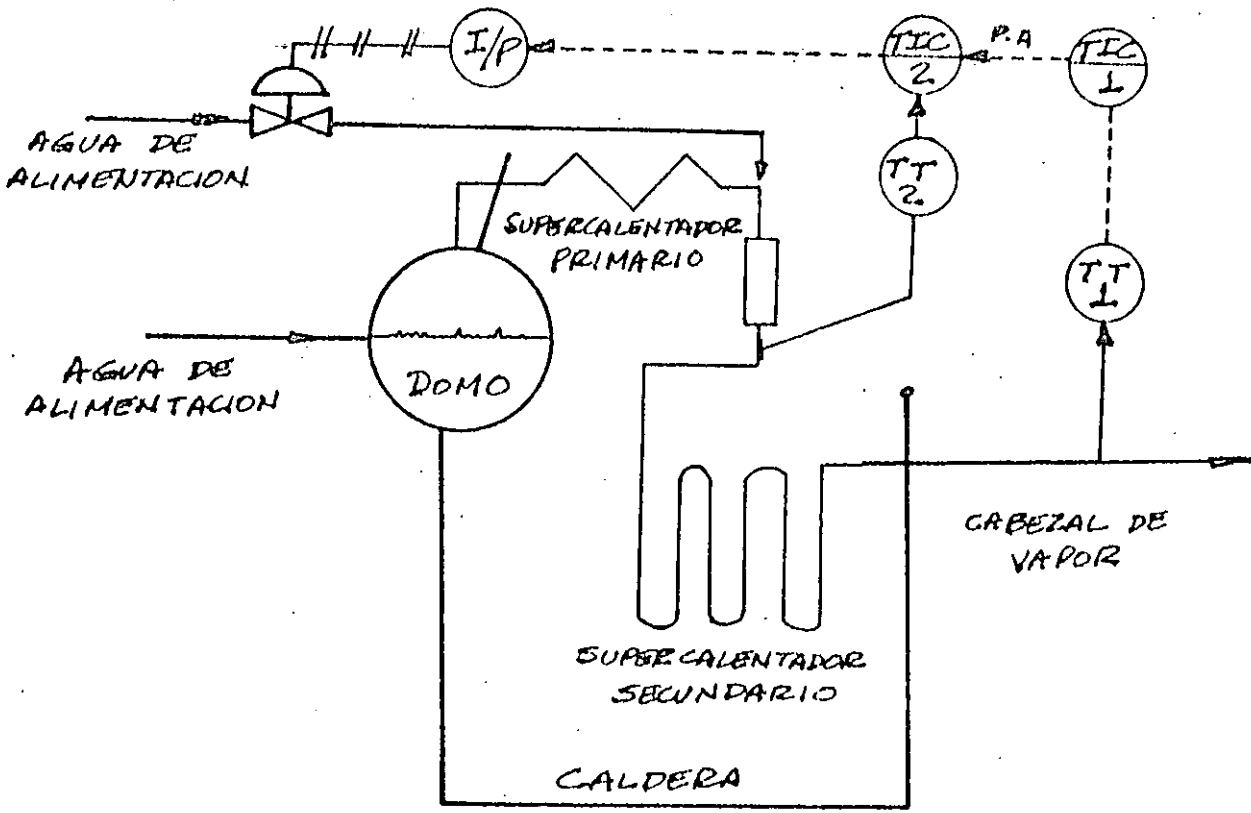 I/P
TIC
2.
P.A
TIC
1
AGUA DE
ALIMENTACION
TT
2.
SUPERCALENTADOR
PRIMARIO
TT
1.
AGUA DE
ALIMENTACION
DOMO
CABEZAL DE
VAPOR
SUPERCALENTADOR
SECUNDARIO
CALDERA